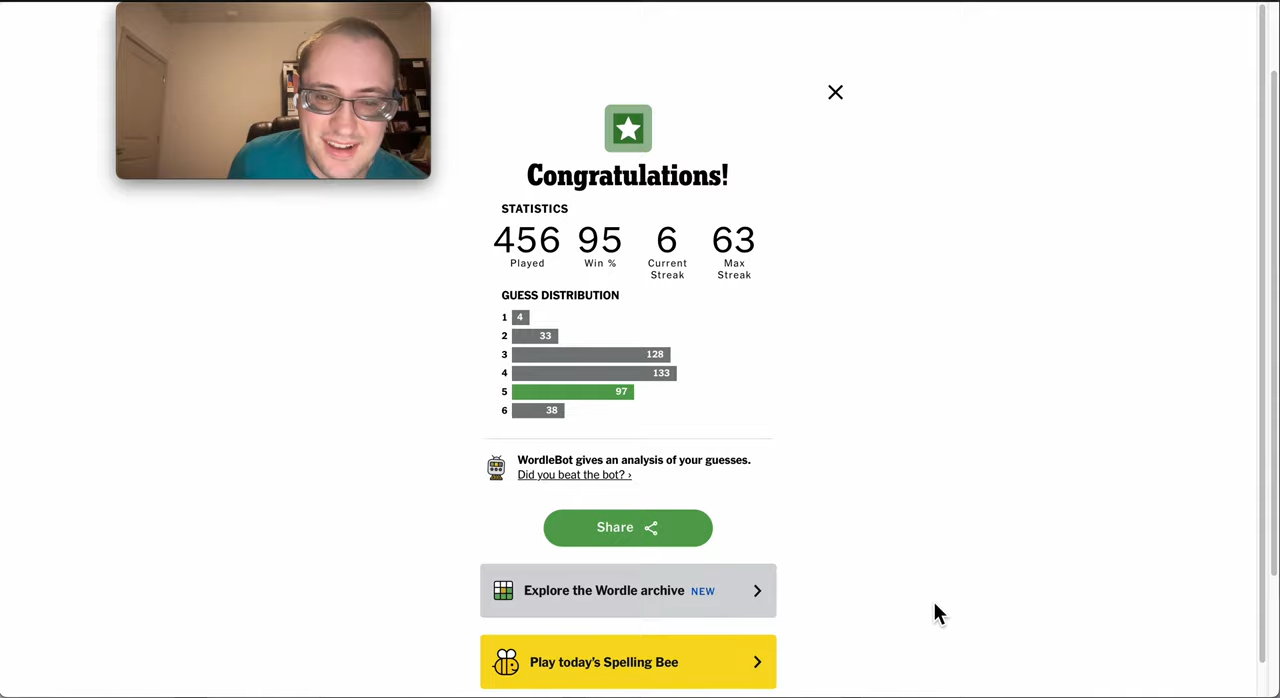 Congratulations!
STATISTICS
456 95 6 63
Played Win % Current Streak Max Streak
GUESS DISTRIBUTION
1 4
2 33
3 128
4 133
5 97
6 38
WordleBot gives an analysis of your guesses.
Did you beat the bot? ›
Share
Explore the Wordle archive NEW
Play today's Spelling Bee